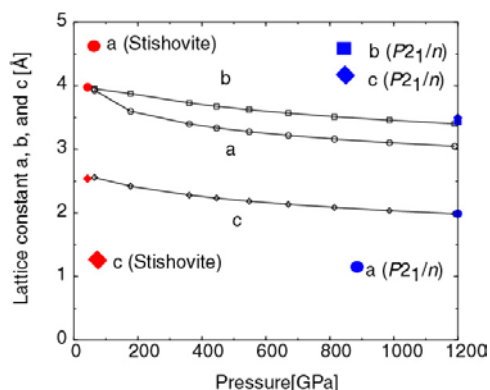 5
a (Stishovite)
b (P2₁/n)
c (P2₁/n)
4
b
3
a
Lattice constant a, b, and c [Å]
2
c
c (Stishovite)
a (P2₁/n)
1
0
0 200 400 600 800 1000 1200
Pressure[GPa]